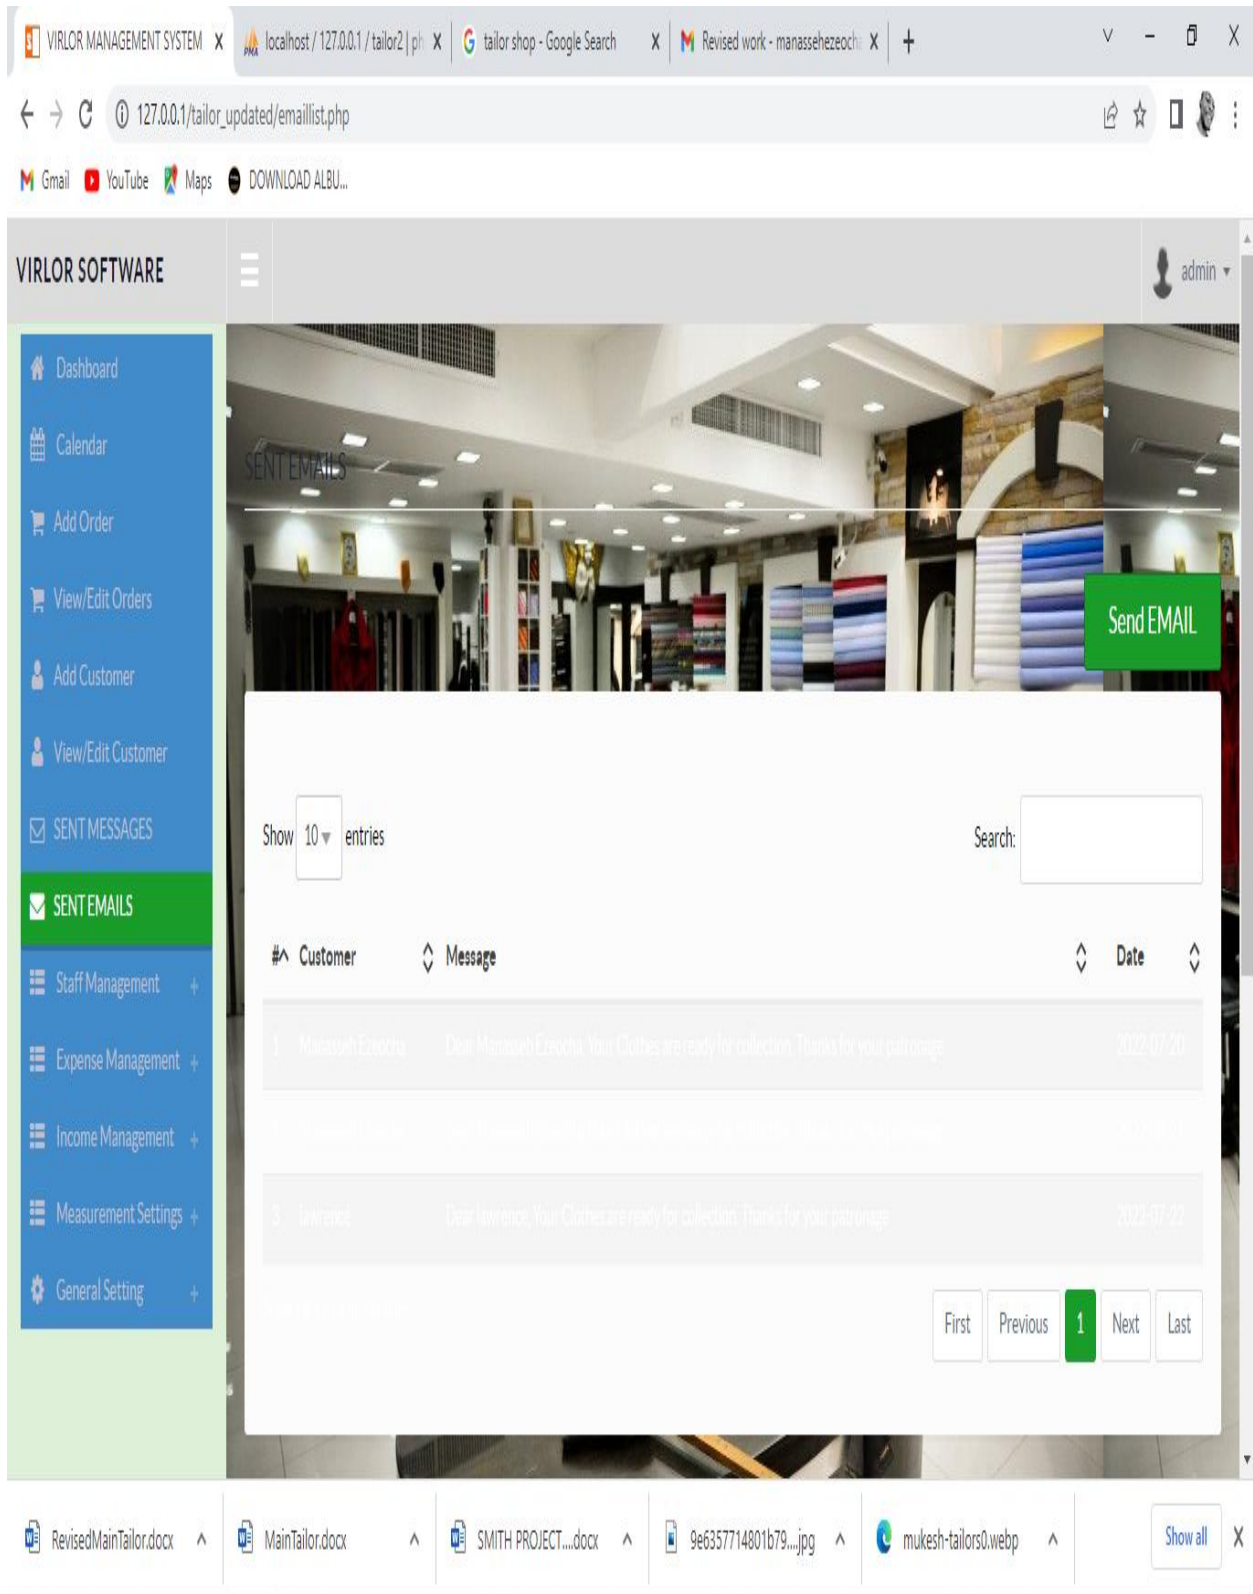 VIRLOR MANAGEMENT SYSTEM
localhost / 127.0.0.1 / tailor2 | ph
tailor shop - Google Search
Revised work - manassehezeocha
127.0.0.1/tailor_updated/emaillist.php
Gmail YouTube Maps DOWNLOAD ALBU...
VIRLOR SOFTWARE
admin
Dashboard
Calendar
Add Order
View/Edit Orders
Add Customer
View/Edit Customer
SENT MESSAGES
SENT EMAILS
Staff Management +
Expense Management +
Income Management +
Measurement Settings +
General Setting +
SENT EMAILS
Send EMAIL
Show 10 entries
Search:
# Customer Message Date
1 Manasseh Ezeocha Dear Manasseh Ezeocha, Your Clothes are ready for collection. Thanks for your patronage 2022-07-20
3 lawrence Dear lawrence, Your Clothes are ready for collection. Thanks for your patronage 2022-07-22
First Previous 1 Next Last
RevisedMainTailor.docx
MainTailor.docx
SMITH PROJECT....docx
9e6357714801b79....jpg
mukesh-tailors0.webp
Show all